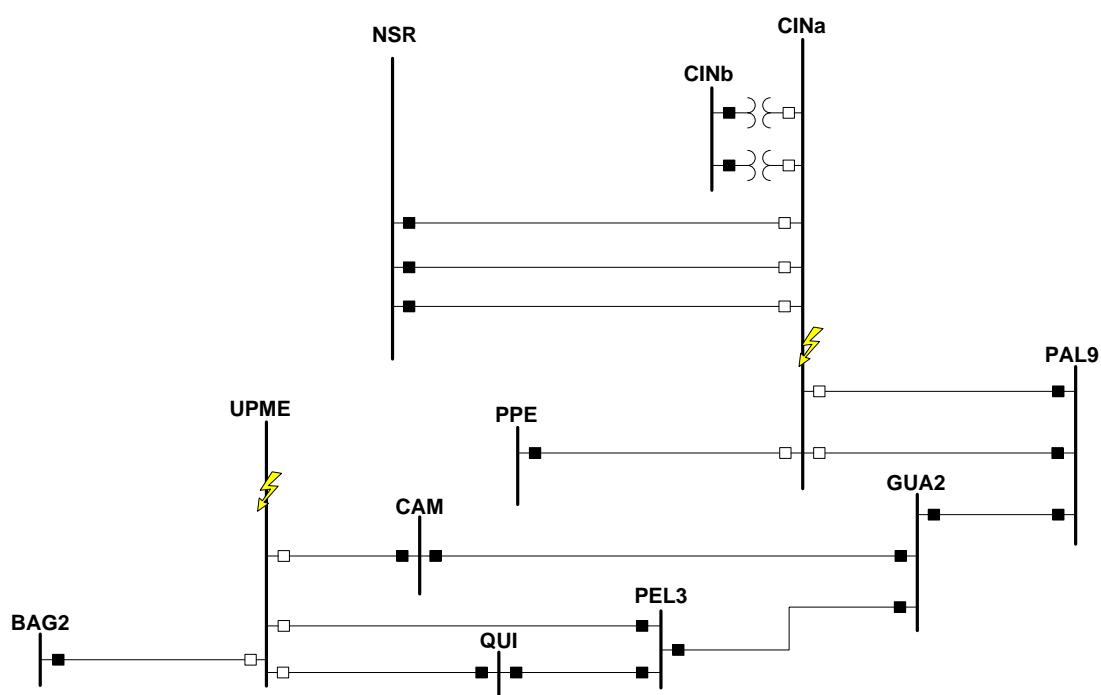 CINa
NSR
CINb
PAL9
UPME
PPE
GUA2
CAM
PEL3
BAG2
QUI